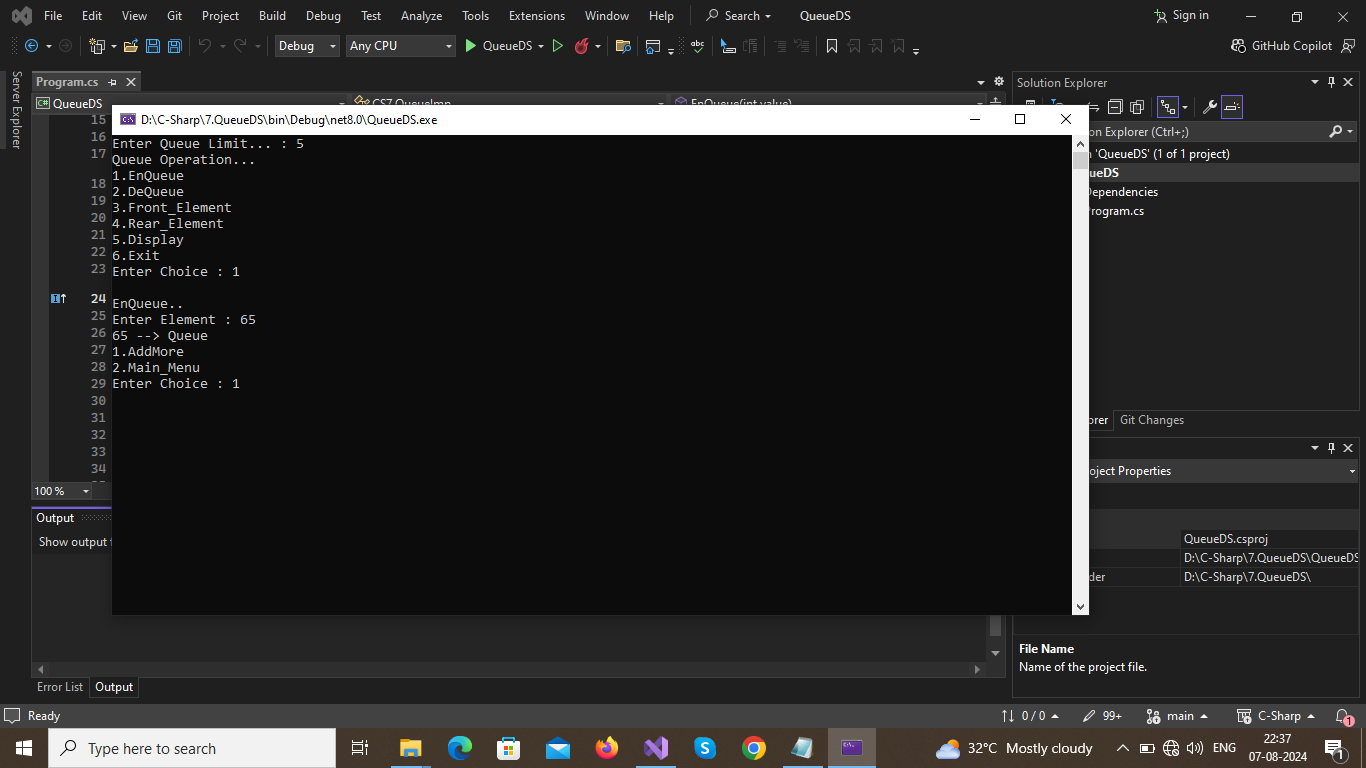 File Edit View Git Project Build Debug Test Analyze Tools Extensions Window Help Search QueueDS Sign in
Debug Any CPU QueueDS GitHub Copilot
Server Explorer
Program.cs
QueueDS CS7.QueueImp EnQueue(int value)
Solution Explorer
D:\C-Sharp\7.QueueDS\bin\Debug\net8.0\QueueDS.exe
on Explorer (Ctrl+;)
'QueueDS' (1 of 1 project)
ueDS
Dependencies
rogram.cs
15
16
17
18
19
20
21
22
23
24
25
26
27
28
29
30
31
32
33
34
Enter Queue Limit... : 5
Queue Operation...
1.EnQueue
2.DeQueue
3.Front_Element
4.Rear_Element
5.Display
6.Exit
Enter Choice : 1
EnQueue..
Enter Element : 65
65 --> Queue
1.AddMore
2.Main_Menu
Enter Choice : 1
orer Git Changes
oject Properties
100 %
Output
Show output
QueueDS.csproj
D:\C-Sharp\7.QueueDS\QueueDS
der D:\C-Sharp\7.QueueDS\
File Name
Name of the project file.
Error List Output
Ready 0 / 0 99+ main C-Sharp 1
Type here to search 32°C Mostly cloudy ENG 22:37
07-08-2024 1